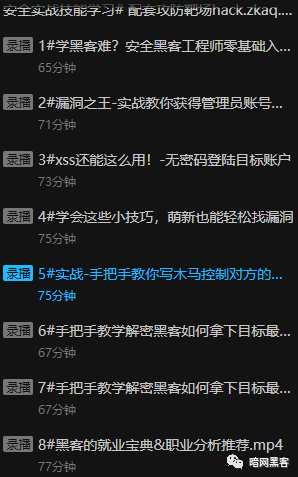 安全实战技能学习# 配套攻防靶场hack.zkaq....
录播 1#学黑客难？安全黑客工程师零基础入...
65分钟
录播 2#漏洞之王-实战教你获得管理员账号...
71分钟
录播 3#xss还能这么用！-无密码登陆目标账户
73分钟
录播 4#学会这些小技巧，萌新也能轻松找漏洞
75分钟
录播 5#实战-手把手教你写木马控制对方的...
75分钟
录播 6#手把手教学解密黑客如何拿下目标最...
67分钟
录播 7#手把手教学解密黑客如何拿下目标最...
67分钟
录播 8#黑客的就业宝典&职业分析推荐.mp4
77分钟
暗网黑客